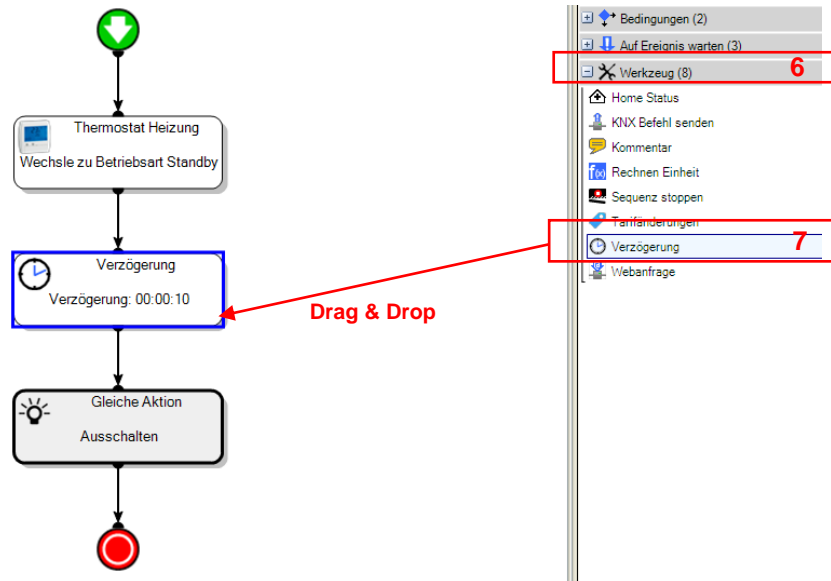 Thermostat Heizung
Wechsle zu Betriebsart Standby
Verzögerung
Verzögerung: 00:00:10
Gleiche Aktion
Ausschalten
Drag & Drop
Bedingungen (2)
Auf Ereignis warten (3)
Werkzeug (8)
6
Home Status
KNX Befehl senden
Kommentar
f(x) Rechnen Einheit
Sequenz stoppen
Tarifänderungen
Verzögerung
7
Webanfrage